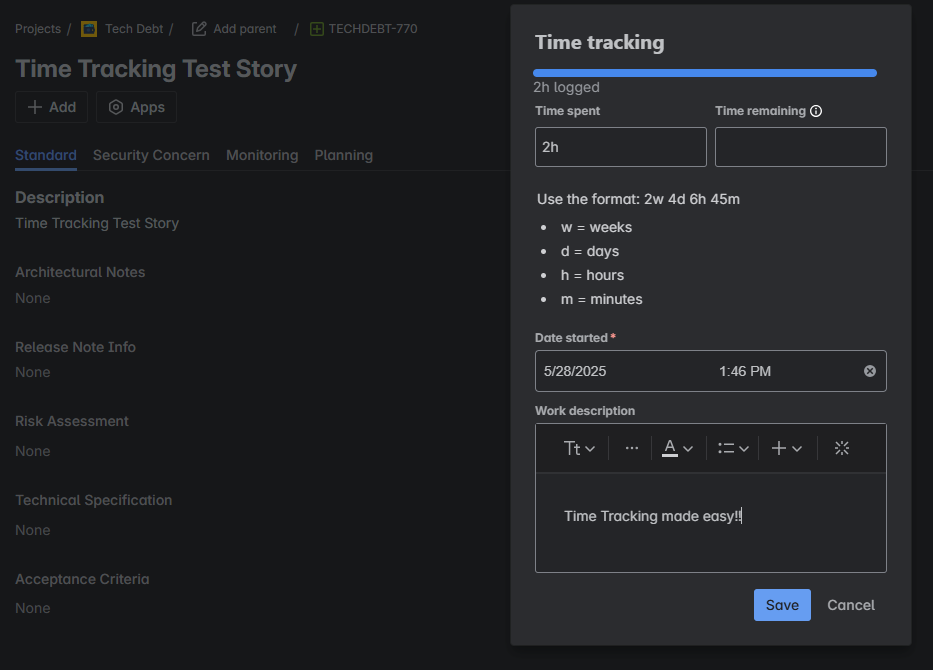 Projects / Tech Debt / Add parent / TECHDEBT-770
Time Tracking Test Story
Add Apps
Standard Security Concern Monitoring Planning
Description
Time Tracking Test Story
Architectural Notes
None
Release Note Info
None
Risk Assessment
None
Technical Specification
None
Acceptance Criteria
None
Time tracking
2h logged
Time spent Time remaining
2h
Use the format: 2w 4d 6h 45m
• w = weeks
• d = days
• h = hours
• m = minutes
Date started *
5/28/2025 1:46 PM
Work description
Tt ... A
Time Tracking made easy!!
Save Cancel